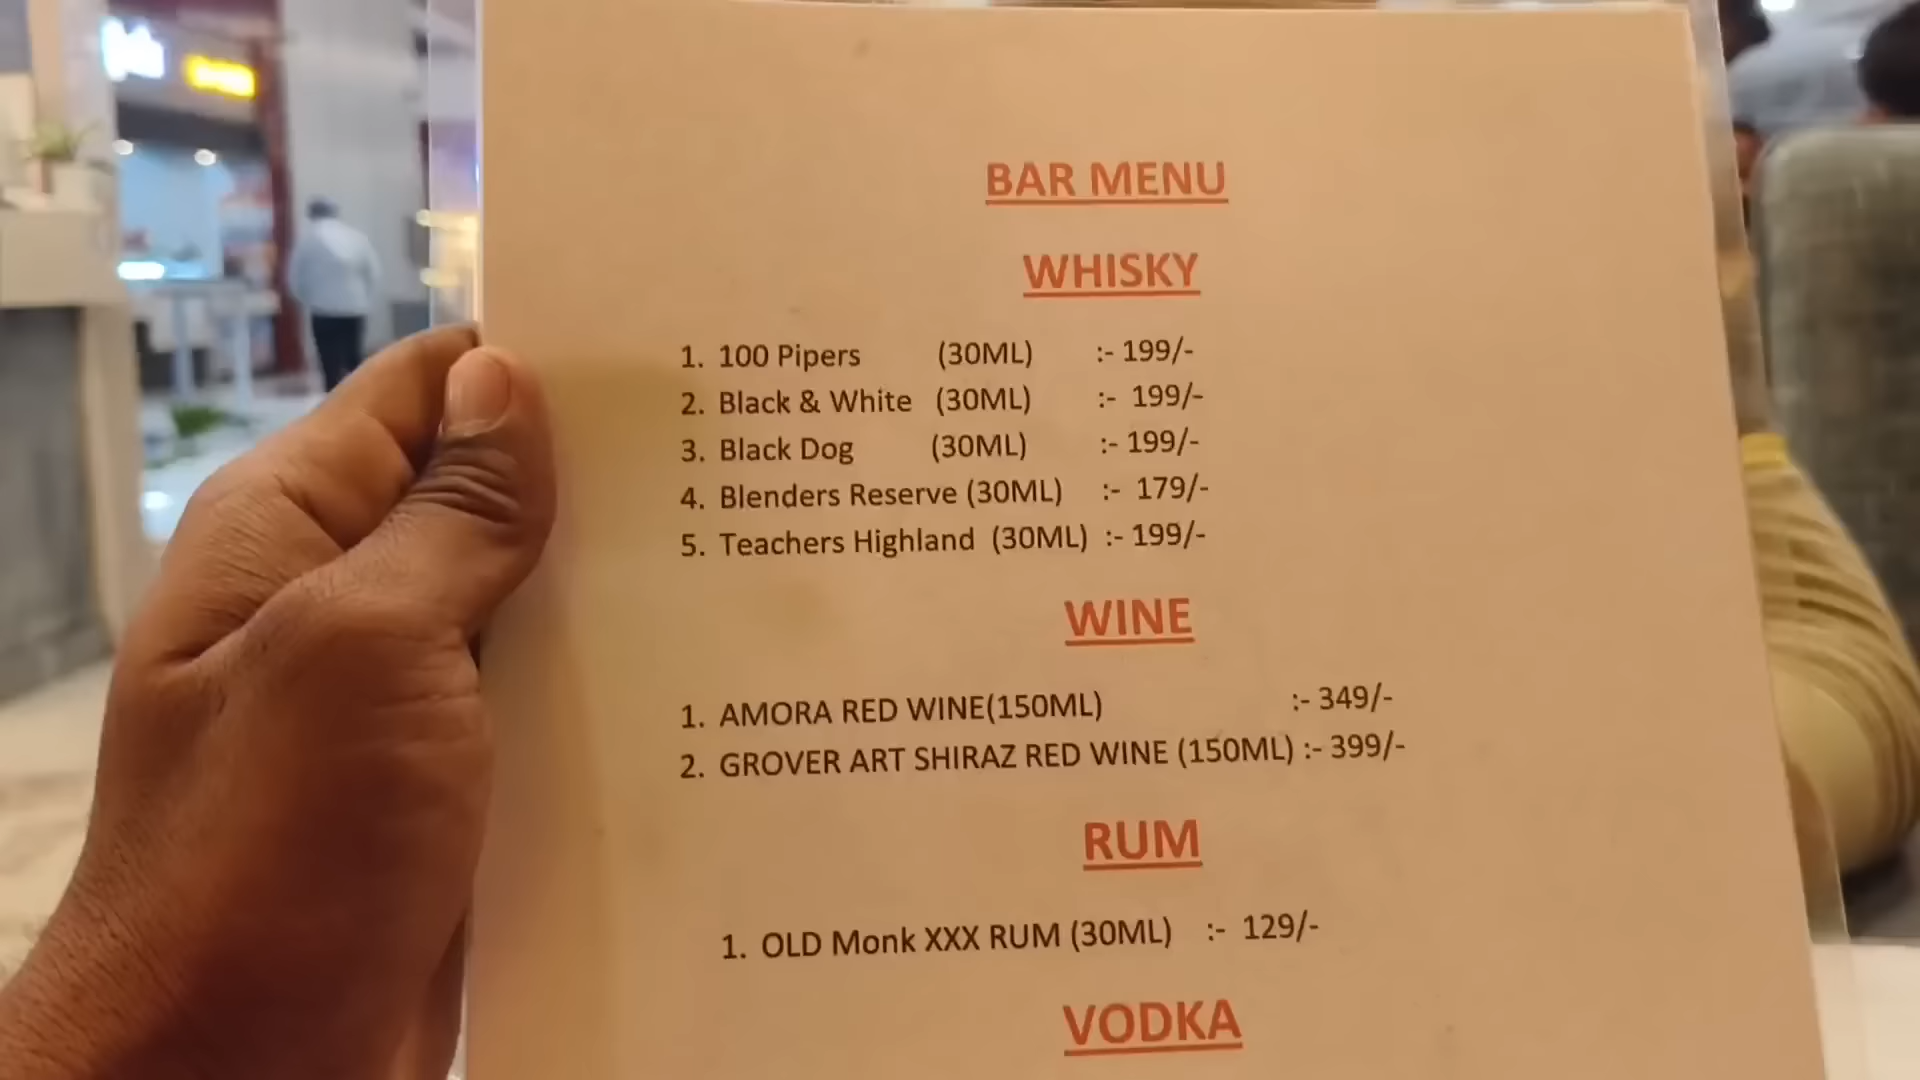 BAR MENU
WHISKY
1. 100 Pipers (30ML) :- 199/-
2. Black & White (30ML) :- 199/-
3. Black Dog (30ML) :- 199/-
4. Blenders Reserve (30ML) :- 179/-
5. Teachers Highland (30ML) :- 199/-
WINE
1. AMORA RED WINE(150ML) :- 349/-
2. GROVER ART SHIRAZ RED WINE (150ML) :- 399/-
RUM
1. OLD Monk XXX RUM (30ML) :- 129/-
VODKA